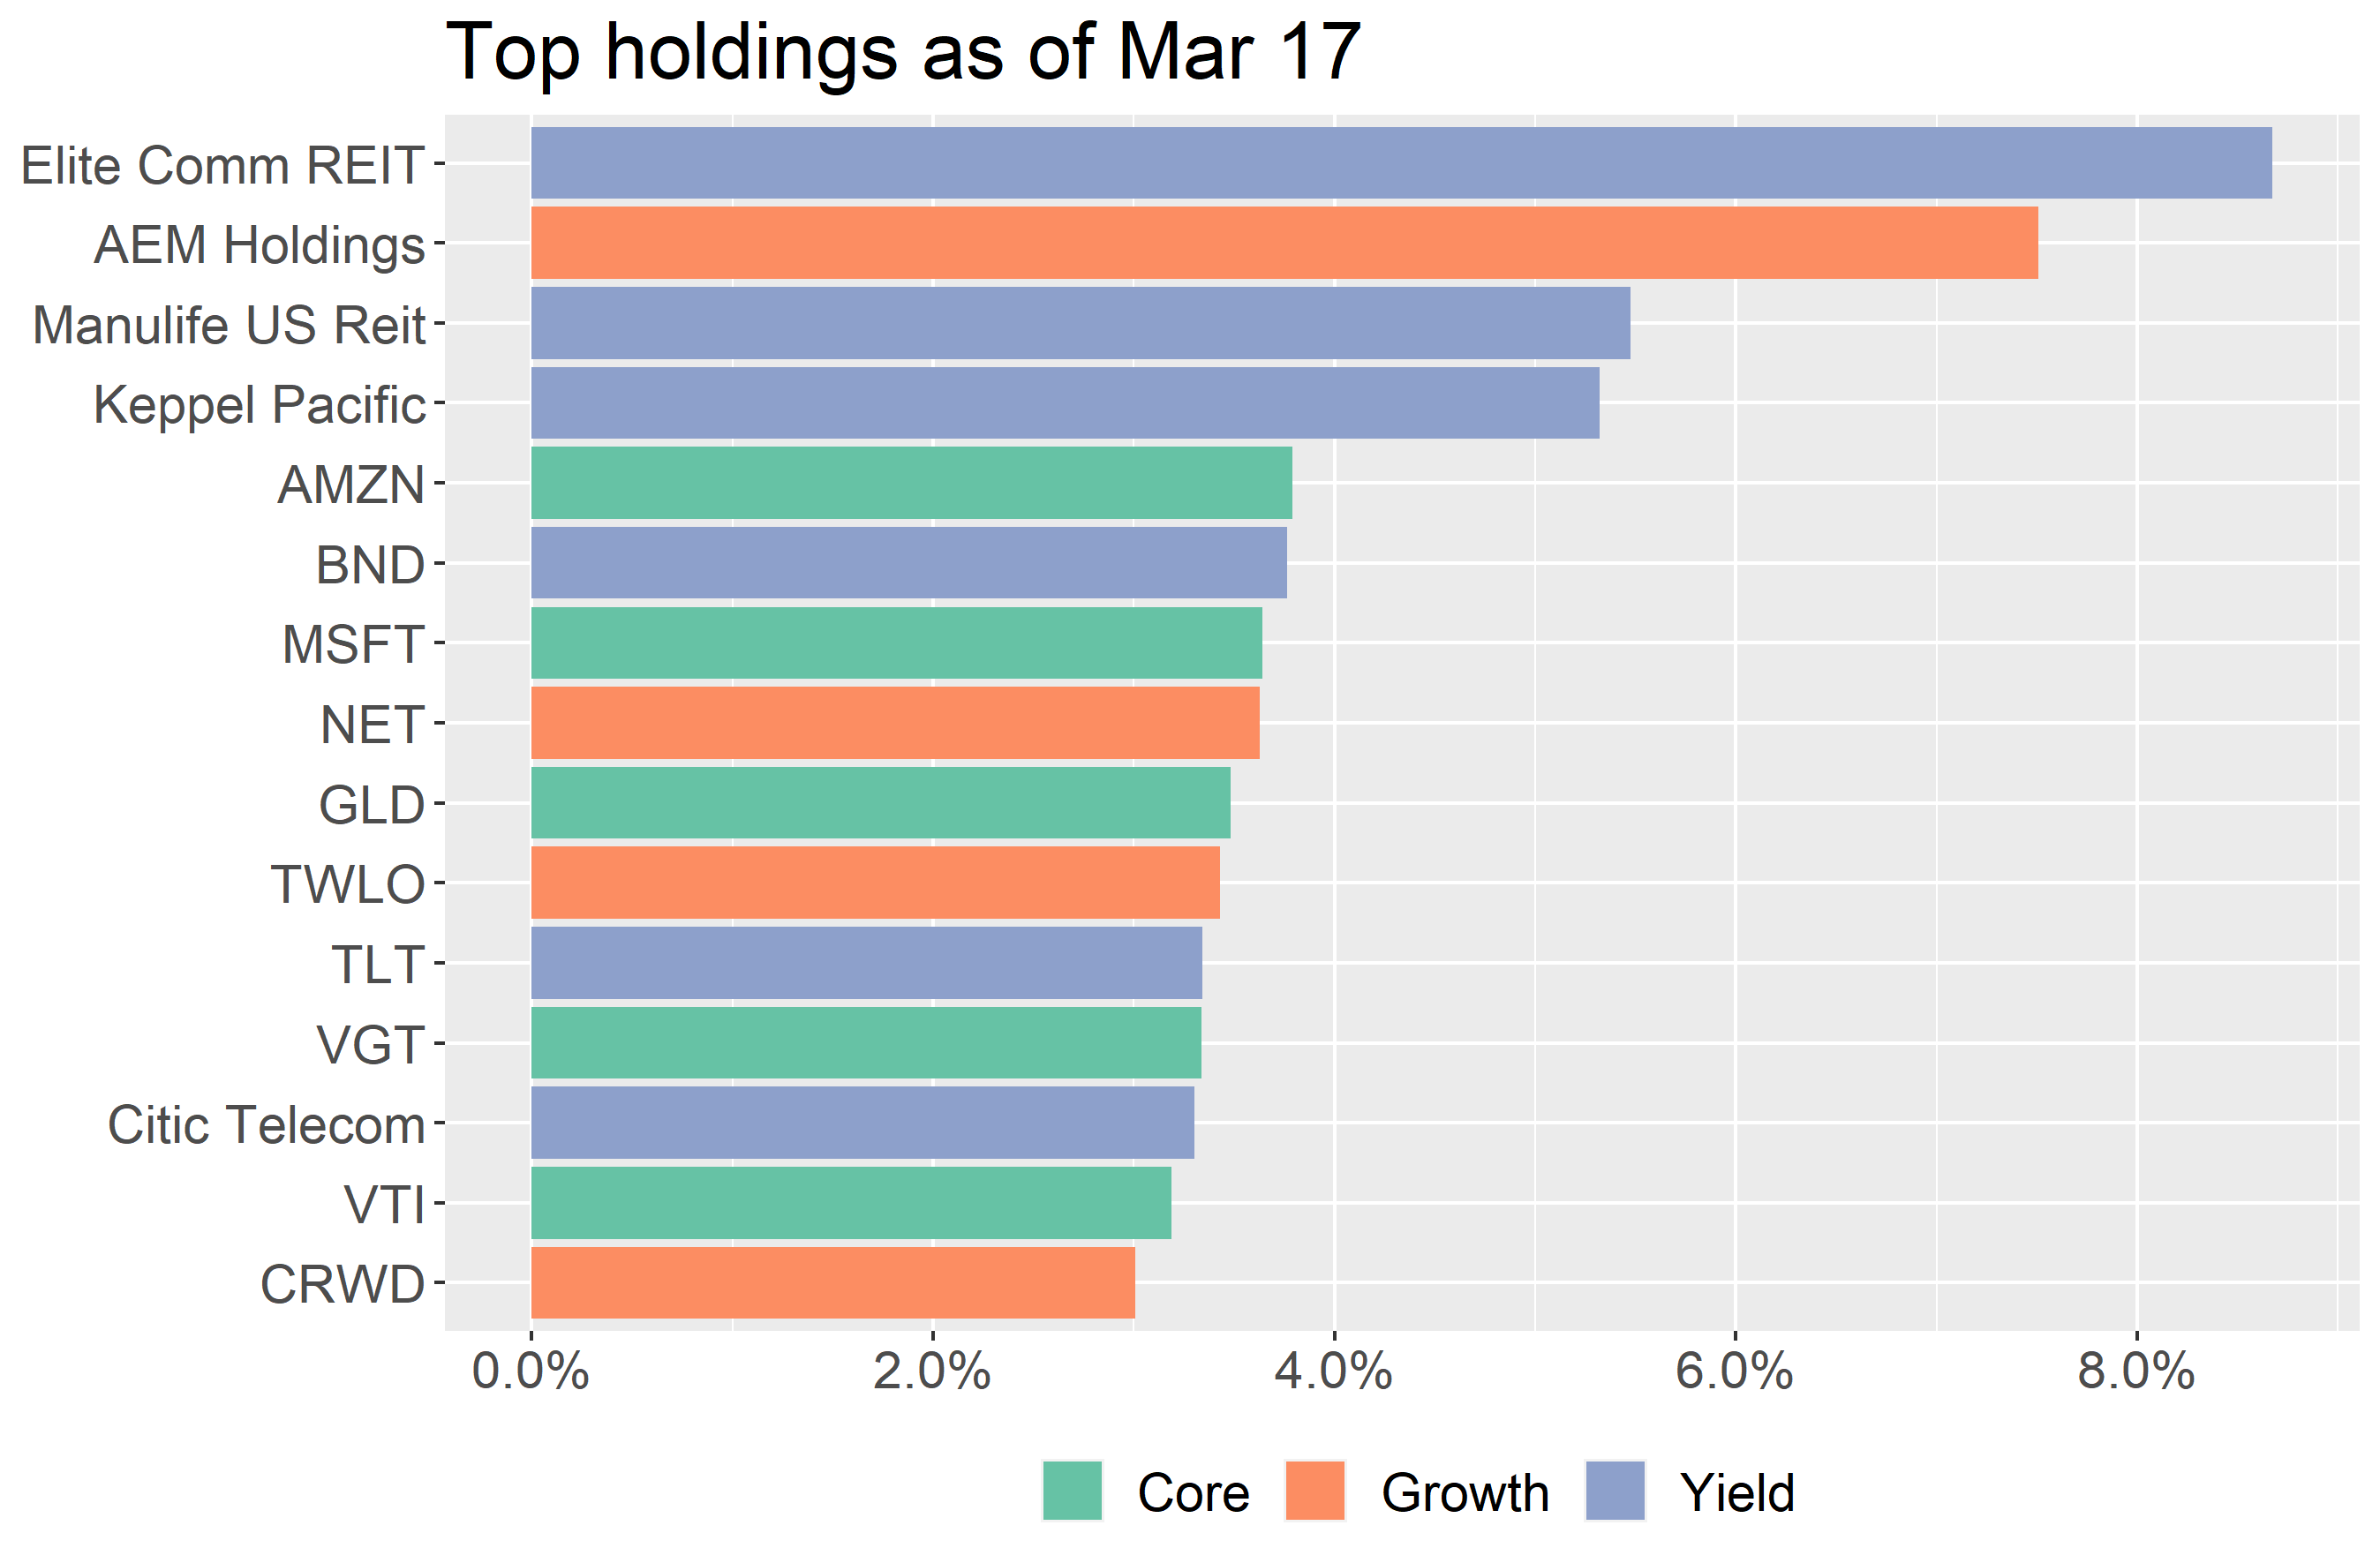 Top holdings as of Mar 17
Elite Comm REIT
AEM Holdings
Manulife US Reit
Keppel Pacific
AMZN
BND
MSFT
NET
GLD
TWLO
TLT
VGT
Citic Telecom
VTI
CRWD
0.0% 2.0% 4.0% 6.0% 8.0%
Core Growth Yield